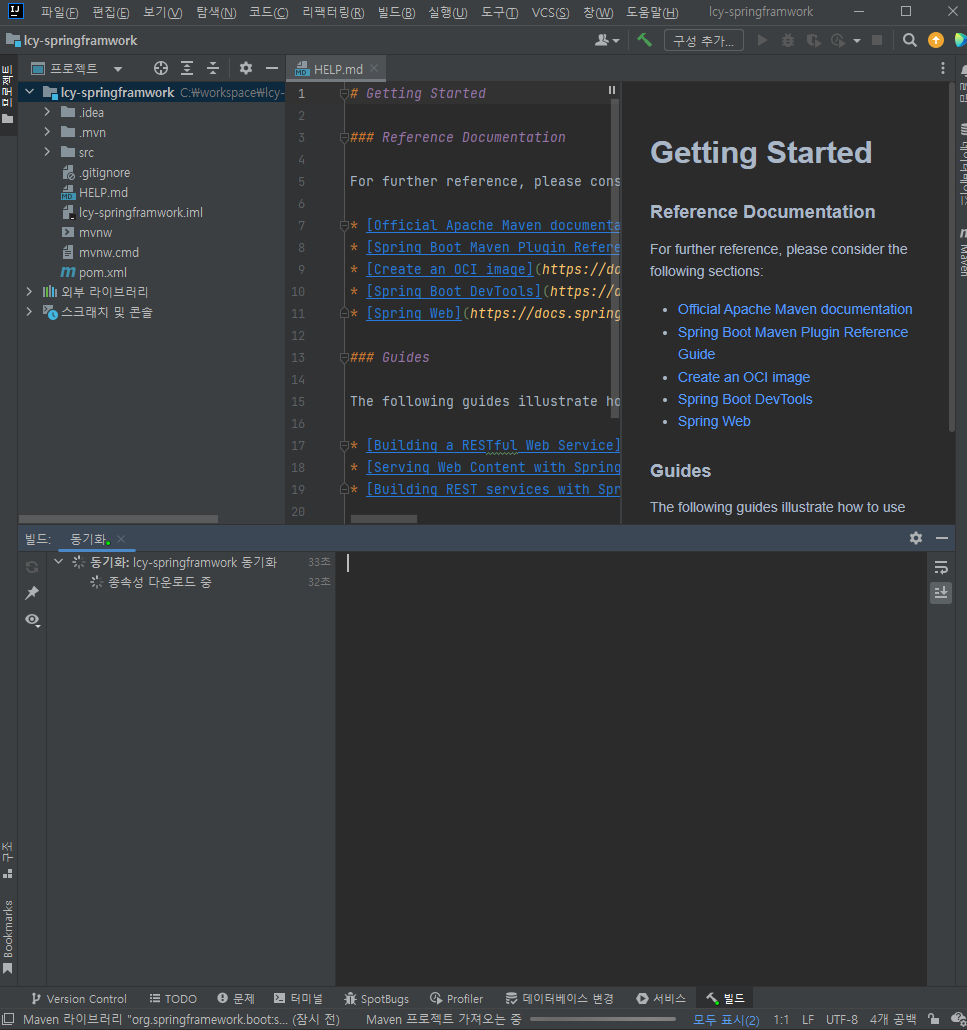 파일(F) 편집(E) 보기(V) 탐색(N) 코드(C) 리팩터링(R) 빌드(B) 실행(U) 도구(T) VCS(S) 창(W) 도움말(H) lcy-springframwork
lcy-springframwork
구성 추가...
프로젝트
프로젝트
HELP.md
lcy-springframwork C:￦workspace￦lcy-
.idea
.mvn
src
.gitignore
HELP.md
lcy-springframwork.iml
mvnw
mvnw.cmd
pom.xml
외부 라이브러리
스크래치 및 콘솔
1 # Getting Started
2
3 ### Reference Documentation
4
5 For further reference, please cons
6
7 * [Official Apache Maven documenta
8 * [Spring Boot Maven Plugin Refere
9 * [Create an OCI image](https://do
10 * [Spring Boot DevTools](https://d
11 * [Spring Web](https://docs.spring
12
13 ### Guides
14
15 The following guides illustrate ho
16
17 * [Building a RESTful Web Service]
18 * [Serving Web Content with Spring
19 * [Building REST services with Spr
20
Getting Started
Reference Documentation
For further reference, please consider the
following sections:
• Official Apache Maven documentation
• Spring Boot Maven Plugin Reference
Guide
• Create an OCI image
• Spring Boot DevTools
• Spring Web
Guides
The following guides illustrate how to use
Maven
빌드: 동기화
동기화: lcy-springframwork 동기화 33초
종속성 다운로드 중 32초
구조
Bookmarks
Version Control TODO 문제 터미널 SpotBugs Profiler 데이터베이스 변경 서비스 빌드
Maven 라이브러리 "org.springframework.boot:s... (잠시 전) Maven 프로젝트 가져오는 중 모두 표시(2) 1:1 LF UTF-8 4개 공백